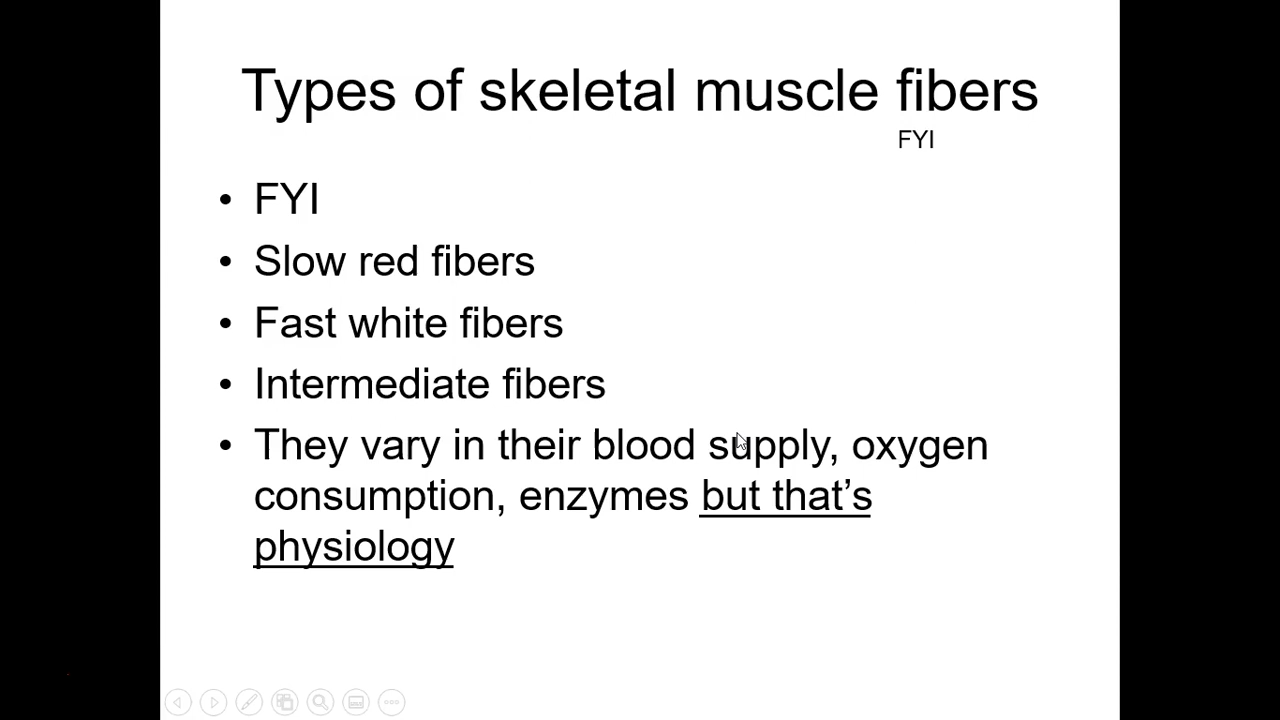 Types of skeletal muscle fibers
FYI
• FYI
• Slow red fibers
• Fast white fibers
• Intermediate fibers
• They vary in their blood supply, oxygen
consumption, enzymes but that’s
physiology